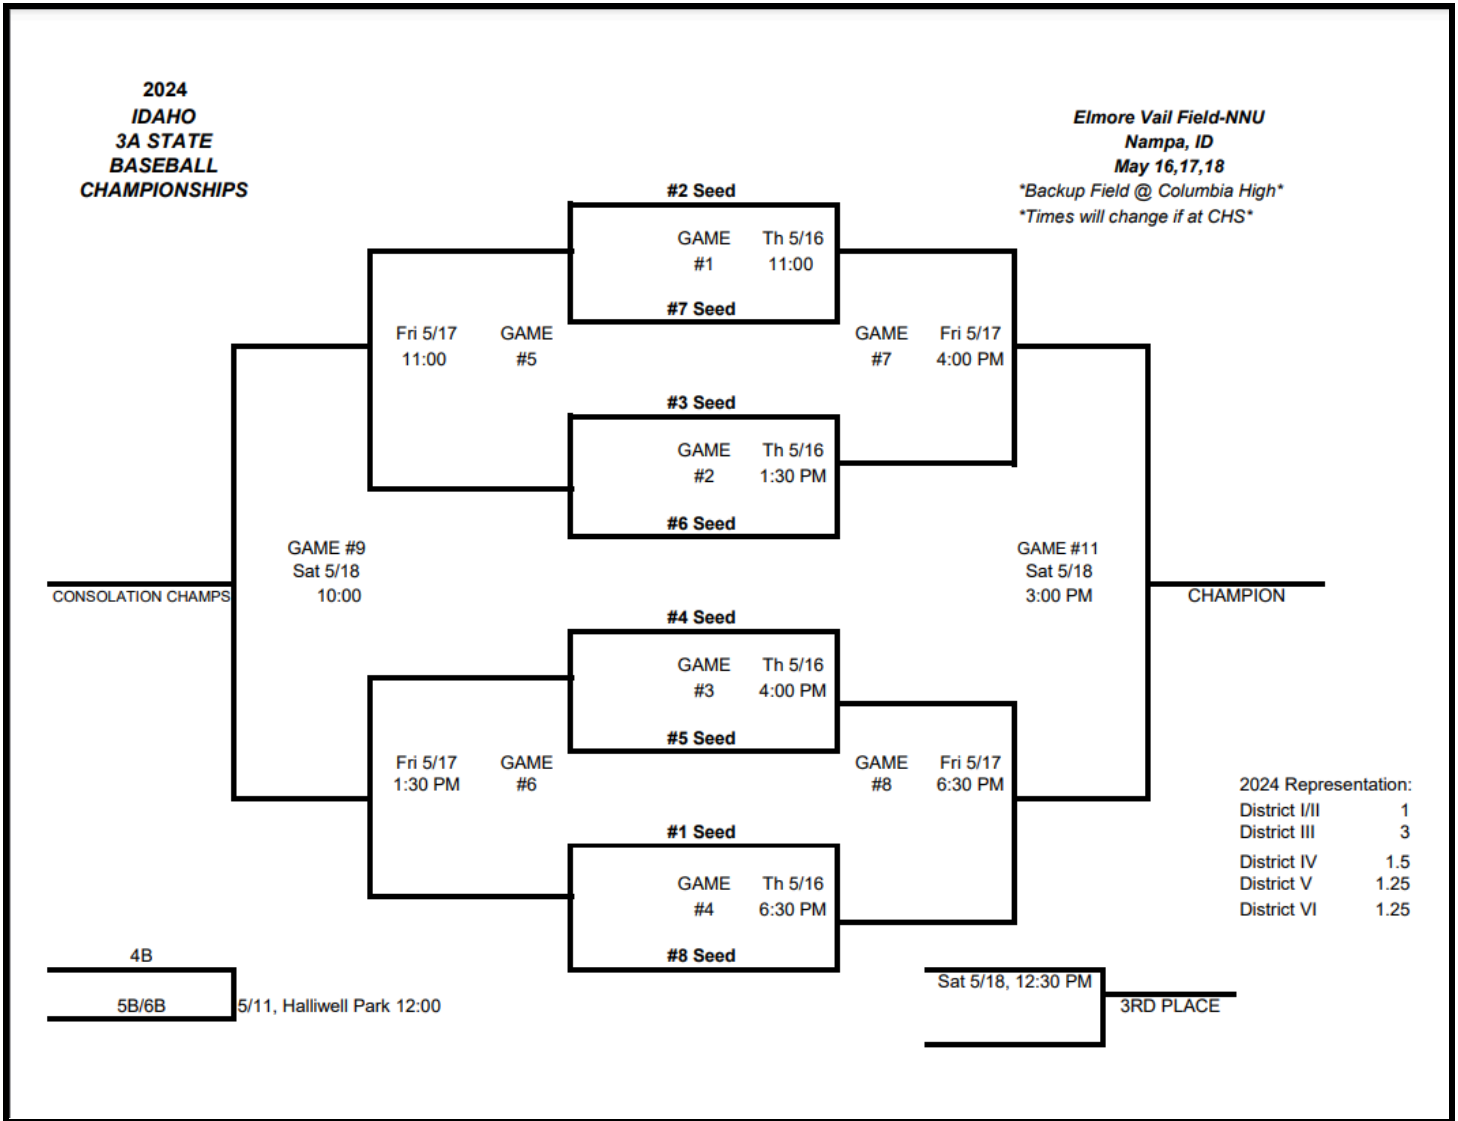 2024
IDAHO
3A STATE
BASEBALL
CHAMPIONSHIPS
Elmore Vail Field-NNU
Nampa, ID
May 16,17,18
*Backup Field @ Columbia High*
*Times will change if at CHS*
#2 Seed
GAME Th 5/16
#1 11:00
#7 Seed
Fri 5/17 GAME
11:00 #5
GAME Fri 5/17
#7 4:00 PM
#3 Seed
GAME Th 5/16
#2 1:30 PM
#6 Seed
GAME #9
Sat 5/18
10:00
CONSOLATION CHAMPS
GAME #11
Sat 5/18
3:00 PM
CHAMPION
#4 Seed
GAME Th 5/16
#3 4:00 PM
#5 Seed
Fri 5/17 GAME
1:30 PM #6
GAME Fri 5/17
#8 6:30 PM
#1 Seed
GAME Th 5/16
#4 6:30 PM
#8 Seed
2024 Representation:
District I/II 1
District III 3
District IV 1.5
District V 1.25
District VI 1.25
4B
5B/6B 5/11, Halliwell Park 12:00
Sat 5/18, 12:30 PM
3RD PLACE